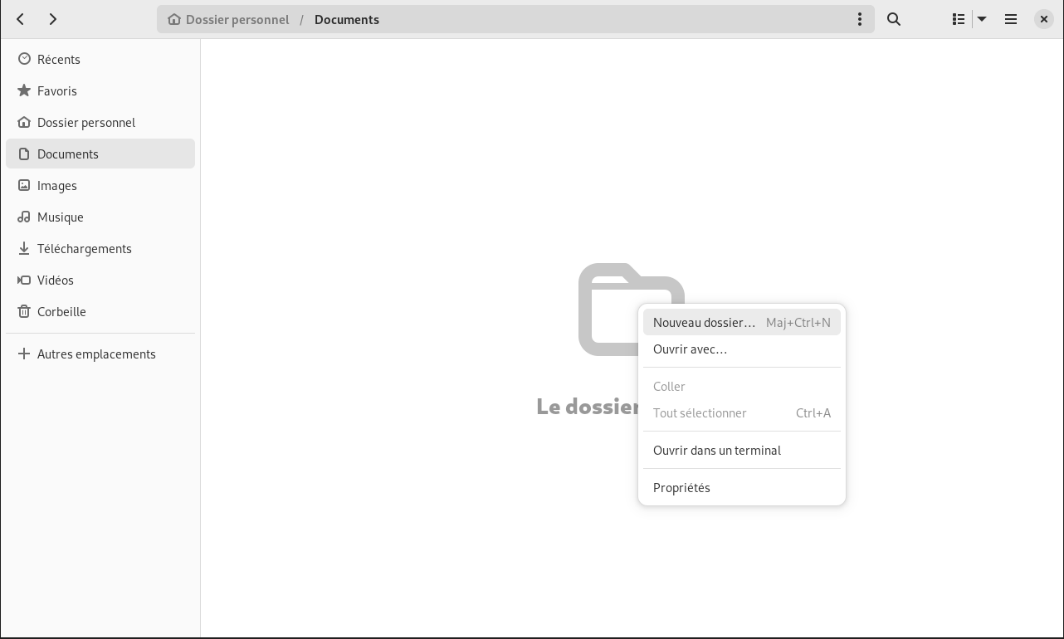 Dossier personnel / Documents
Récents
Favoris
Dossier personnel
Documents
Images
Musique
Téléchargements
Vidéos
Corbeille
Autres emplacements
Le dossier
Nouveau dossier… Maj+Ctrl+N
Ouvrir avec…
Coller
Tout sélectionner Ctrl+A
Ouvrir dans un terminal
Propriétés